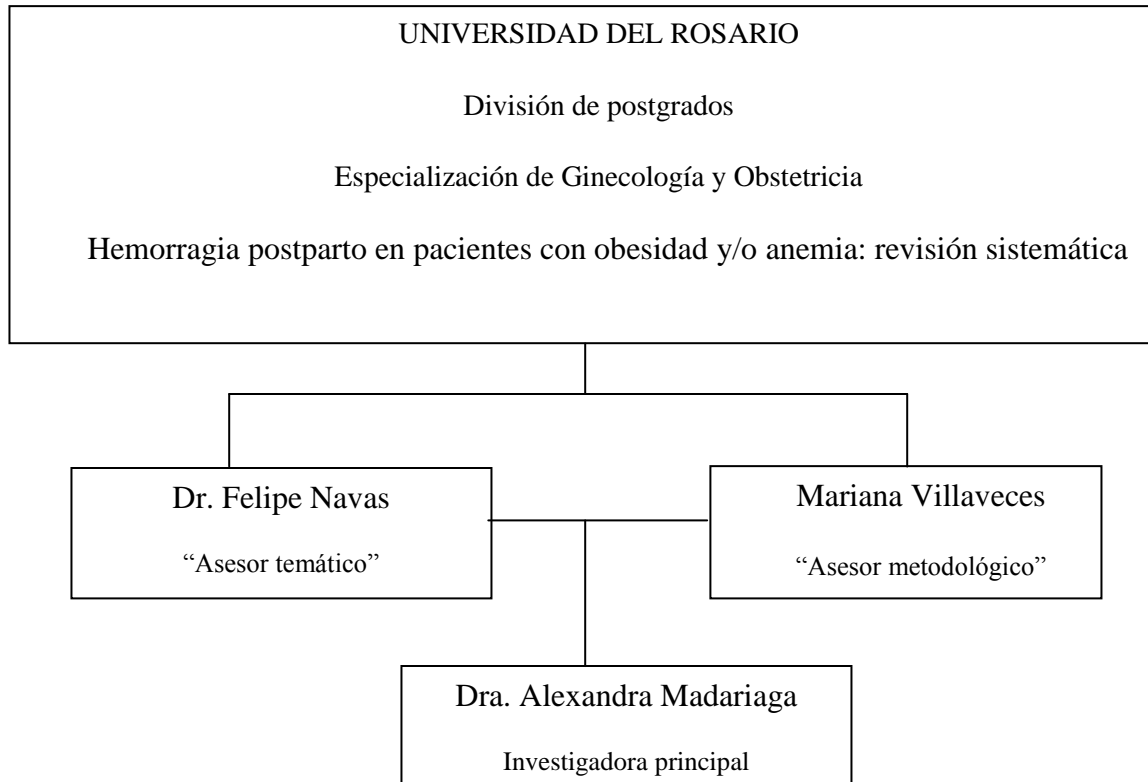 UNIVERSIDAD DEL ROSARIO
División de postgrados
Especialización de Ginecología y Obstetricia
Hemorragia postparto en pacientes con obesidad y/o anemia: revisión sistemática
Dr. Felipe Navas
“Asesor temático”
Mariana Villaveces
“Asesor metodológico”
Dra. Alexandra Madariaga
Investigadora principal